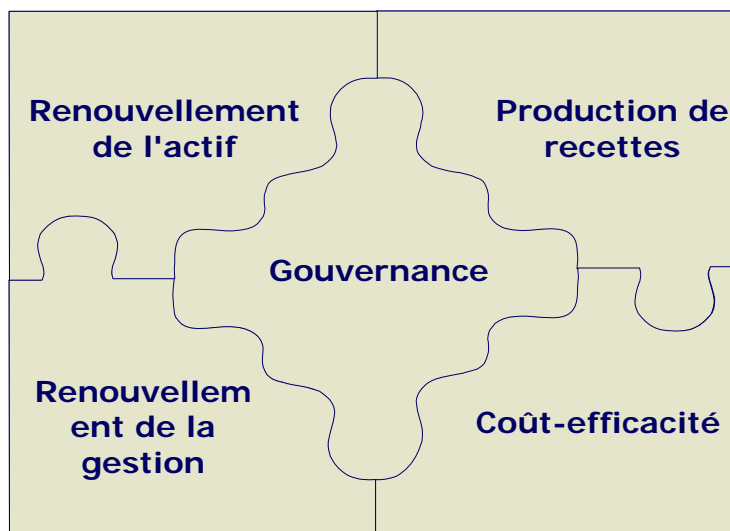 Renouvellement
de l'actif
Production de
recettes
Gouvernance
Renouvellem
ent de la
gestion
Coût-efficacité